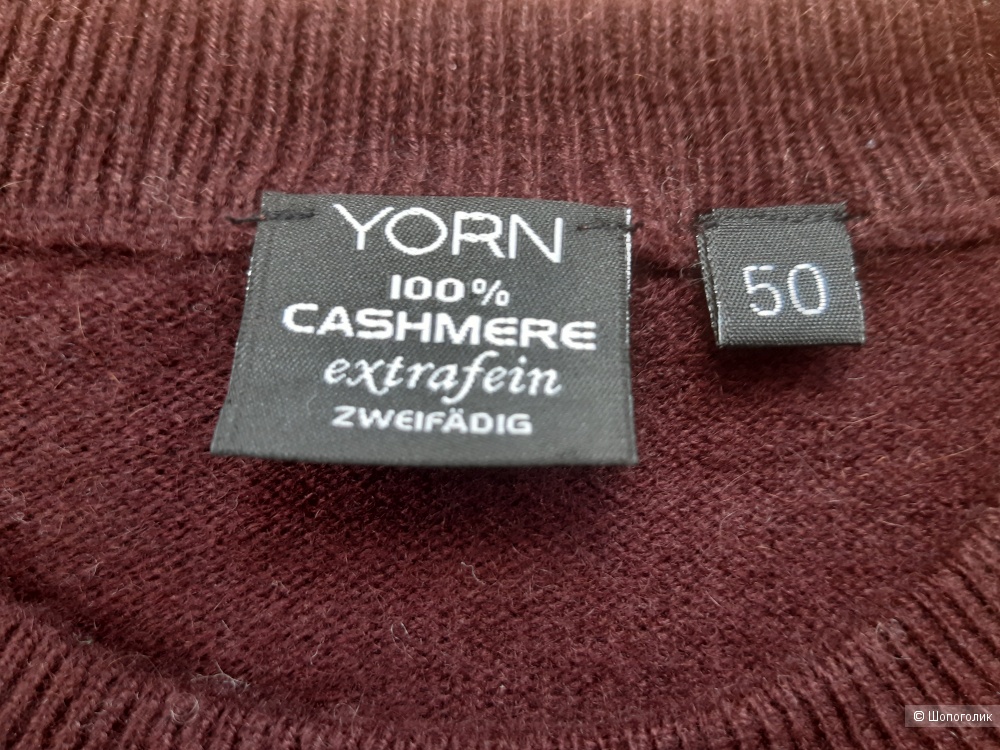 YORN
100%
CASHMERE
extrafein
ZWEIFÄDIG
50
© Шопоголик